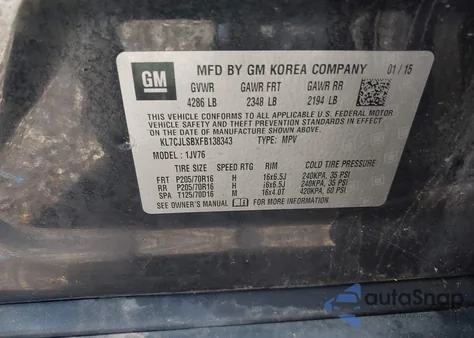 GM MFD BY GM KOREA COMPANY 01/15
GVWR GAWR FRT GAWR RR
4286 LB 2348 LB 2194 LB
THIS VEHICLE CONFORMS TO ALL APPLICABLE U.S. FEDERAL MOTOR
VEHICLE SAFETY AND THEFT PREVENTION STANDARDS IN EFFECT ON
THE DATE OF MANUFACTURE SHOWN ABOVE.
KL7CJLSBXFB138343 TYPE: MPV
MODEL: 1JV76
TIRE SIZE SPEED RTG RIM COLD TIRE PRESSURE
FRT P205/70R16 H 16x6.5J 240KPA, 35 PSI
RR P205/70R16 H 16x6.5J 240KPA, 35 PSI
SPA T125/70D16 M 16x4.0T 420KPA, 60 PSI
SEE OWNER'S MANUAL FOR MORE INFORMATION.
autoSnap